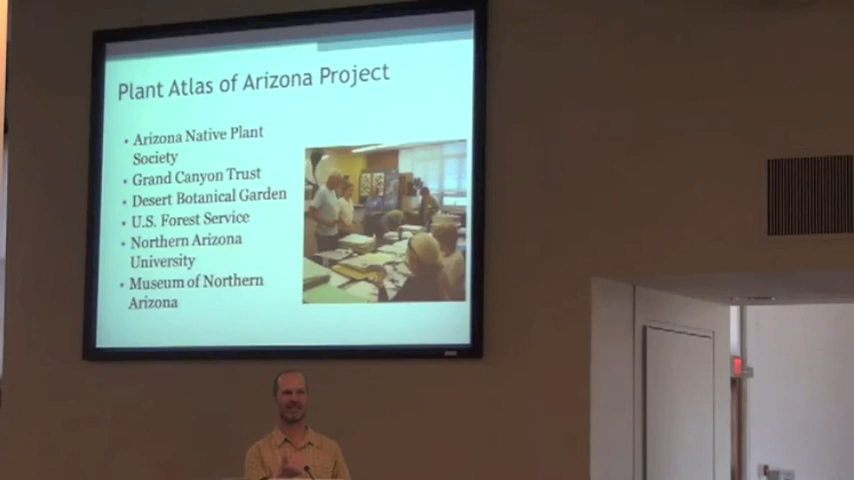 Plant Atlas of Arizona Project
• Arizona Native Plant
Society
• Grand Canyon Trust
• Desert Botanical Garden
• U.S. Forest Service
• Northern Arizona
University
• Museum of Northern
Arizona